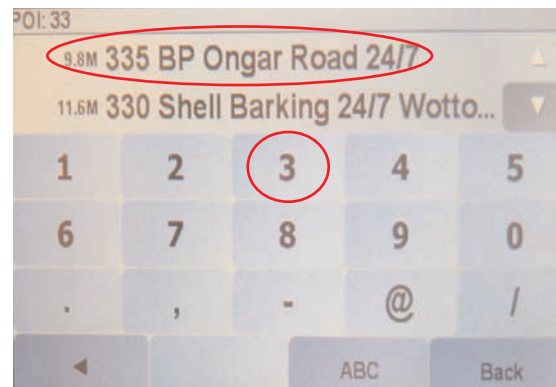 POI: 33
9.8M 335 BP Ongar Road 24/7
11.6M 330 Shell Barking 24/7 Wotto...
1 2 3 4 5
6 7 8 9 0
. , - @ /
ABC Back